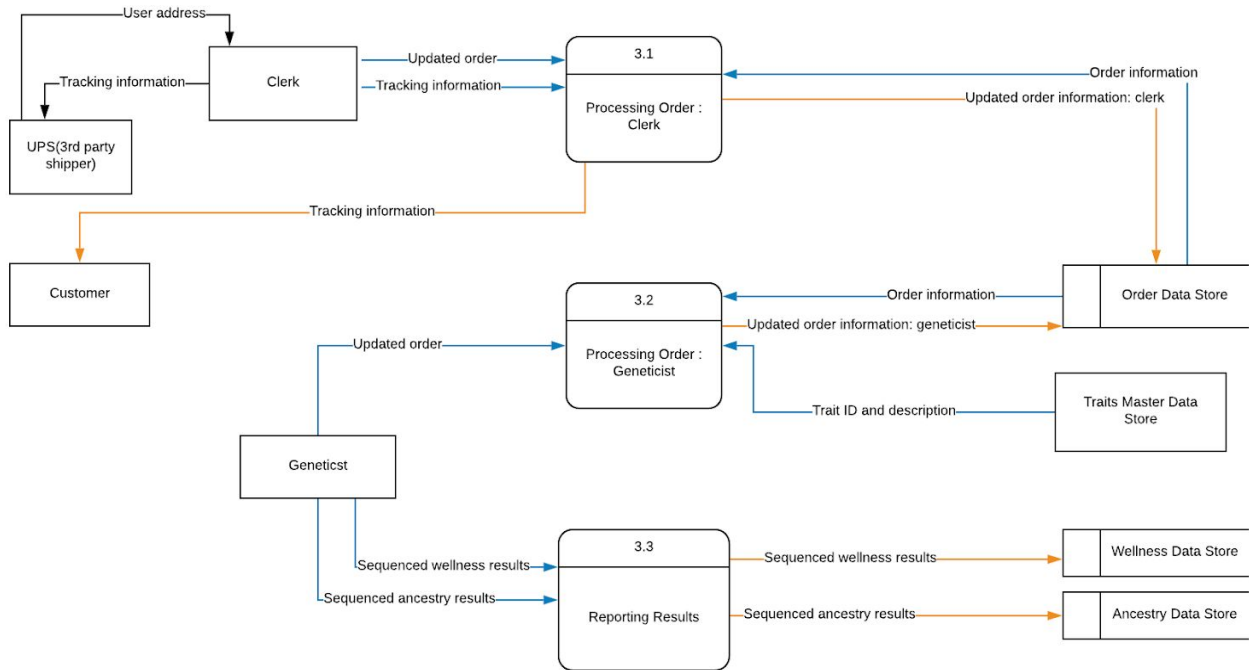 User address
3.1
Updated order
Order information
Clerk
Tracking information
Tracking information
Updated order information: clerk
Processing Order :
Clerk
UPS(3rd party
shipper)
Tracking information
Customer
3.2
Order information
Order Data Store
Updated order information: geneticist
Updated order
Processing Order :
Geneticist
Trait ID and description
Traits Master Data
Store
Geneticst
3.3
Sequenced wellness results
Sequenced wellness results
Wellness Data Store
Sequenced ancestry results
Reporting Results
Sequenced ancestry results
Ancestry Data Store